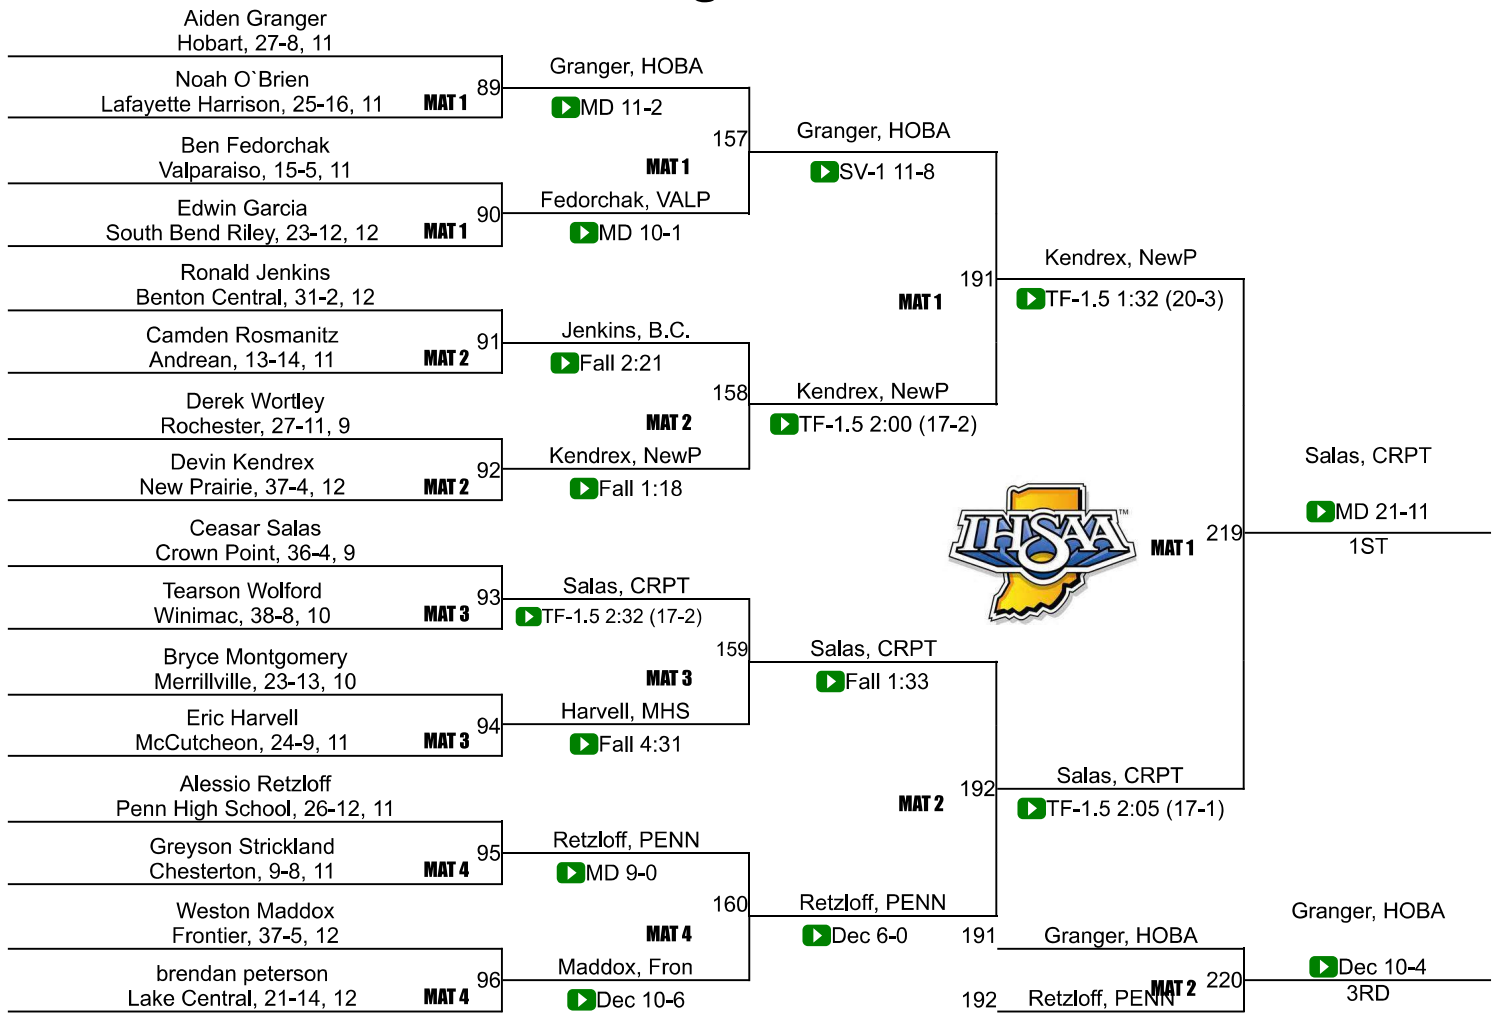 Aiden Granger
Hobart, 27-8, 11
Noah O`Brien
Lafayette Harrison, 25-16, 11
MAT 1
89
Granger, HOBA
MD 11-2
Ben Fedorchak
Valparaiso, 15-5, 11
Edwin Garcia
South Bend Riley, 23-12, 12
MAT 1
90
Fedorchak, VALP
MD 10-1
157
MAT 1
Granger, HOBA
SV-1 11-8
Ronald Jenkins
Benton Central, 31-2, 12
Camden Rosmanitz
Andrean, 13-14, 11
MAT 2
91
Jenkins, B.C.
Fall 2:21
Derek Wortley
Rochester, 27-11, 9
Devin Kendrex
New Prairie, 37-4, 12
MAT 2
92
Kendrex, NewP
Fall 1:18
158
MAT 2
Kendrex, NewP
TF-1.5 2:00 (17-2)
191
MAT 1
Kendrex, NewP
TF-1.5 1:32 (20-3)
Ceasar Salas
Crown Point, 36-4, 9
Tearson Wolford
Winimac, 38-8, 10
MAT 3
93
Salas, CRPT
TF-1.5 2:32 (17-2)
Bryce Montgomery
Merrillville, 23-13, 10
Eric Harvell
McCutcheon, 24-9, 11
MAT 3
94
Harvell, MHS
Fall 4:31
159
MAT 3
Salas, CRPT
Fall 1:33
Alessio Retzloff
Penn High School, 26-12, 11
Greyson Strickland
Chesterton, 9-8, 11
MAT 4
95
Retzloff, PENN
MD 9-0
Weston Maddox
Frontier, 37-5, 12
brendan peterson
Lake Central, 21-14, 12
MAT 4
96
Maddox, Fron
Dec 10-6
160
MAT 4
Retzloff, PENN
Dec 6-0
192
MAT 2
Salas, CRPT
TF-1.5 2:05 (17-1)
IHSAA
TM
MAT 1
219
Salas, CRPT
MD 21-11
1ST
191
Granger, HOBA
192
Retzloff, PENN
MAT 2
220
Granger, HOBA
Dec 10-4
3RD